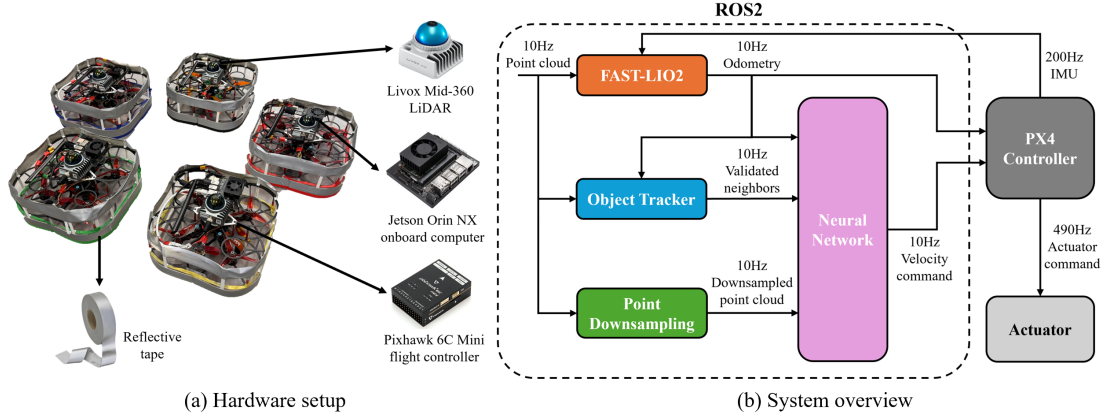 Livox Mid-360
LiDAR
Jetson Orin NX
onboard computer
Pixhawk 6C Mini
flight controller
Reflective
tape
(a) Hardware setup
ROS2
10Hz
Point cloud
FAST-LIO2
10Hz
Odometry
200Hz
IMU
Object Tracker
10Hz
Validated
neighbors
Point
Downsampling
10Hz
Downsampled
point cloud
Neural
Network
10Hz
Velocity
command
PX4
Controller
490Hz
Actuator
command
Actuator
(b) System overview